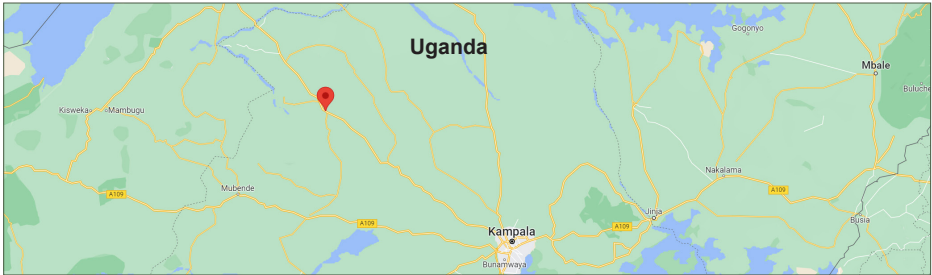 Uganda
Gogonyo
Mbale
Buluche
Kisweka
Mambugu
Nakalama
A109
Mubende
A109
A109
Jinja
A109
Busia
Kampala
Bunamwaya